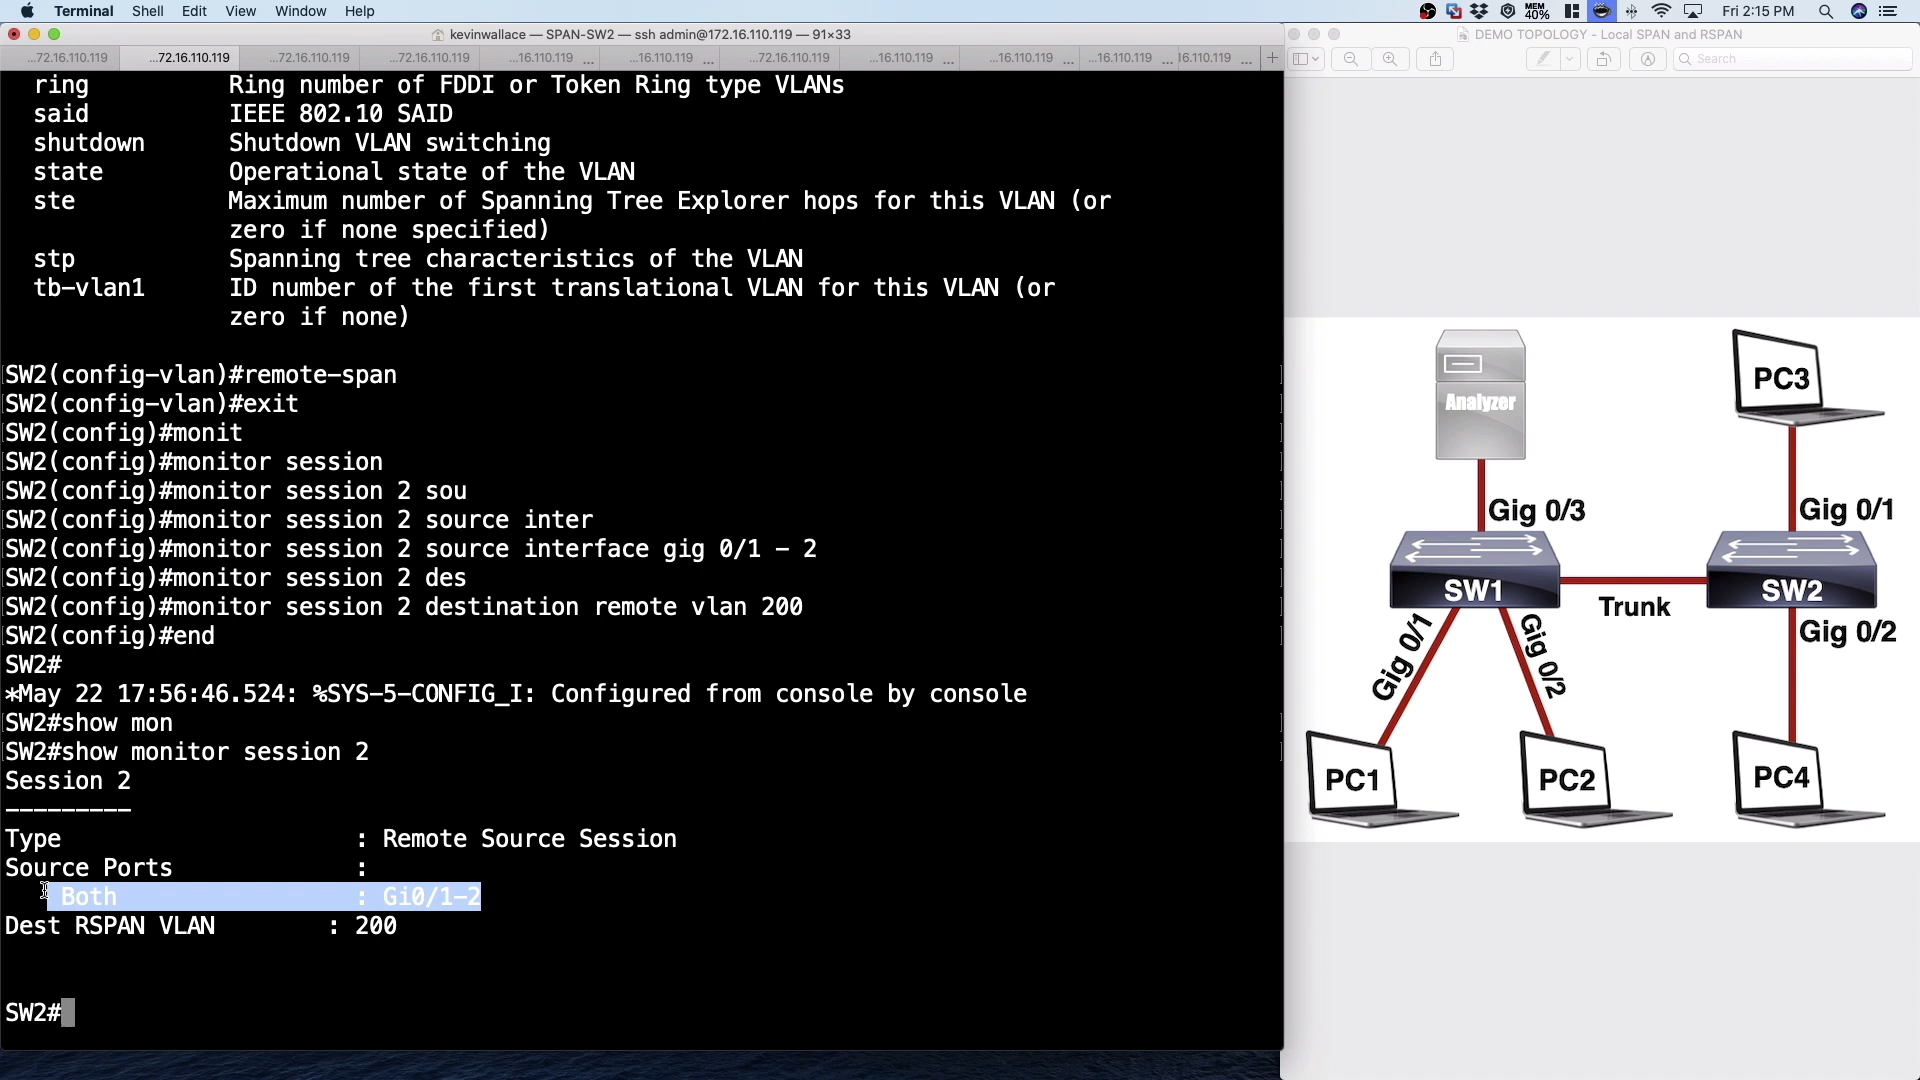 Terminal Shell Edit View Window Help
MEM 40% Fri 2:15 PM
kevinwallace — SPAN-SW2 — ssh admin@172.16.110.119 — 91×33
...72.16.110.119 ...72.16.110.119 ...72.16.110.119 ...72.16.110.119 ...16.110.119 ... ...16.110.119 ... ...72.16.110.119 ...16.110.119 ... ...16.110.119 ... ...16.110.119 ... 16.110.119 ... +
DEMO TOPOLOGY - Local SPAN and RSPAN
Search
ring Ring number of FDDI or Token Ring type VLANs
said IEEE 802.10 SAID
shutdown Shutdown VLAN switching
state Operational state of the VLAN
ste Maximum number of Spanning Tree Explorer hops for this VLAN (or
zero if none specified)
stp Spanning tree characteristics of the VLAN
tb-vlan1 ID number of the first translational VLAN for this VLAN (or
zero if none)
SW2(config-vlan)#remote-span
SW2(config-vlan)#exit
SW2(config)#monit
SW2(config)#monitor session
SW2(config)#monitor session 2 sou
SW2(config)#monitor session 2 source inter
SW2(config)#monitor session 2 source interface gig 0/1 - 2
SW2(config)#monitor session 2 des
SW2(config)#monitor session 2 destination remote vlan 200
SW2(config)#end
SW2#
*May 22 17:56:46.524: %SYS-5-CONFIG_I: Configured from console by console
SW2#show mon
SW2#show monitor session 2
Session 2
---------
Type : Remote Source Session
Source Ports :
Both : Gi0/1-2
Dest RSPAN VLAN : 200
SW2#
Analyzer
PC3
Gig 0/3
Gig 0/1
SW1
SW2
Trunk
Gig 0/1
Gig 0/2
Gig 0/2
PC1
PC2
PC4